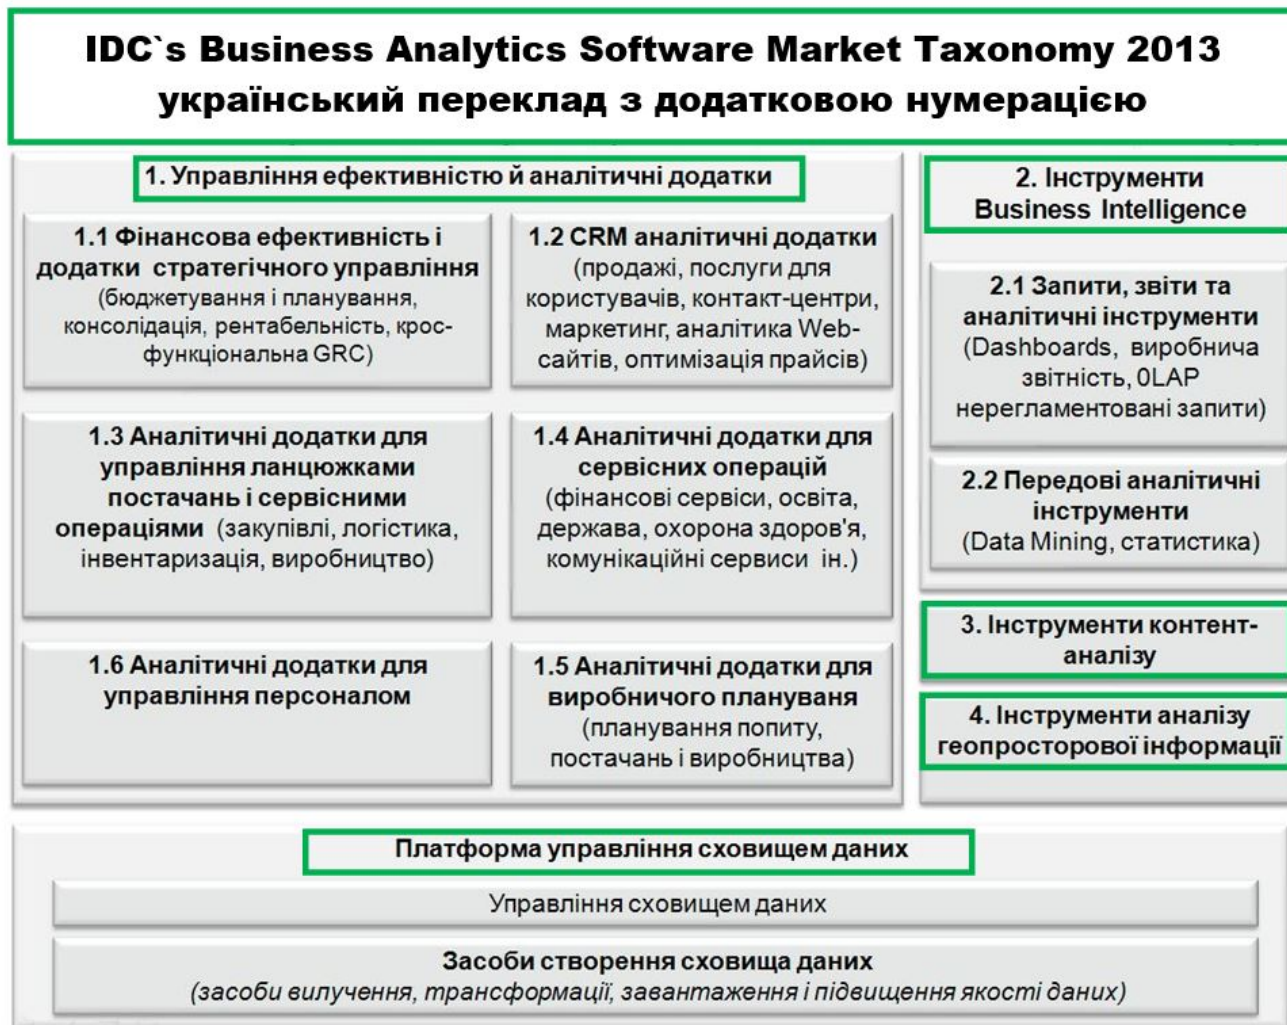 IDC`s Business Analytics Software Market Taxonomy 2013
український переклад з додатковою нумерацією
1. Управління ефективністю й аналітичні додатки
1.1 Фінансова ефективність і
додатки стратегічного управління
(бюджетування і планування,
консолідація, рентабельність, крос-
функціональна GRC)
1.2 CRM аналітичні додатки
(продажі, послуги для
користувачів, контакт-центри,
маркетинг, аналітика Web-
сайтів, оптимізація прайсів)
1.3 Аналітичні додатки для
управління ланцюжками
постачань і сервісними
операціями (закупівлі, логістика,
інвентаризація, виробництво)
1.4 Аналітичні додатки для
сервісних операцій
(фінансові сервіси, освіта,
держава, охорона здоров'я,
комунікаційні сервиси ін.)
1.6 Аналітичні додатки для
управління персоналом
1.5 Аналітичні додатки для
виробничого плануваня
(планування попиту,
постачань і виробництва)
2. Інструменти
Business Intelligence
2.1 Запити, звіти та
аналітичні інструменти
(Dashboards, виробнича
звітність, 0LAP
нерегламентовані запити)
2.2 Передові аналітичні
інструменти
(Data Mining, статистика)
3. Інструменти контент-
аналізу
4. Інструменти аналізу
геопросторової інформації
Платформа управління сховищем даних
Управління сховищем даних
Засоби створення сховища даних
(засоби вилучення, трансформації, завантаження і підвищення якості даних)